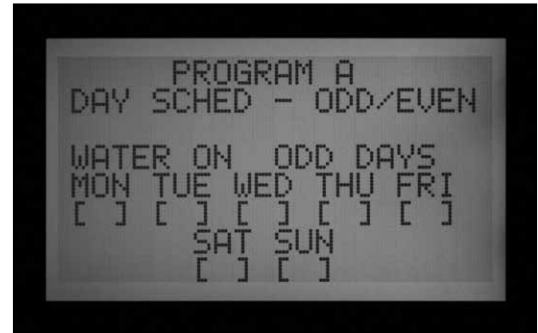 PROGRAM A
DAY SCHED - ODD/EVEN
WATER ON ODD DAYS
MON TUE WED THU FRI
[ ] [ ] [ ] [ ] [ ]
SAT SUN
[ ] [ ]